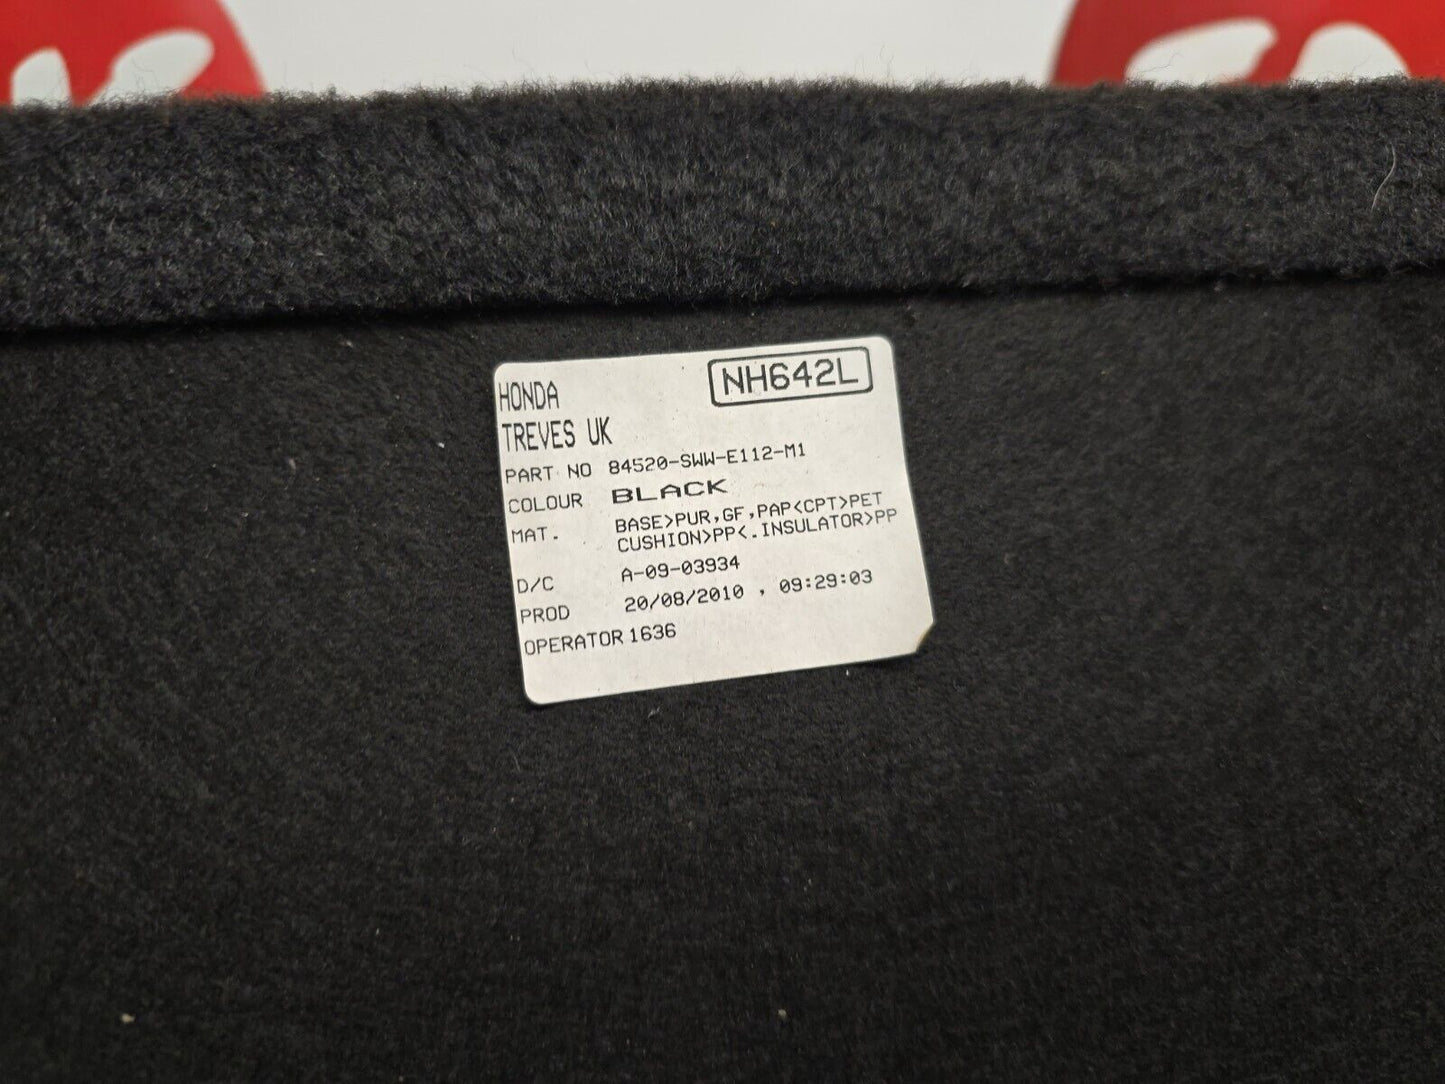 HONDA NH642L
TREVES UK
PART NO 84520-SWW-E112-M1
COLOUR BLACK
MAT. BASE>PUR,GF,PAP<CPT>PET
CUSHION>PP<.INSULATOR>PP
D/C A-09-03934
PROD 20/08/2010 , 09:29:03
OPERATOR 1636